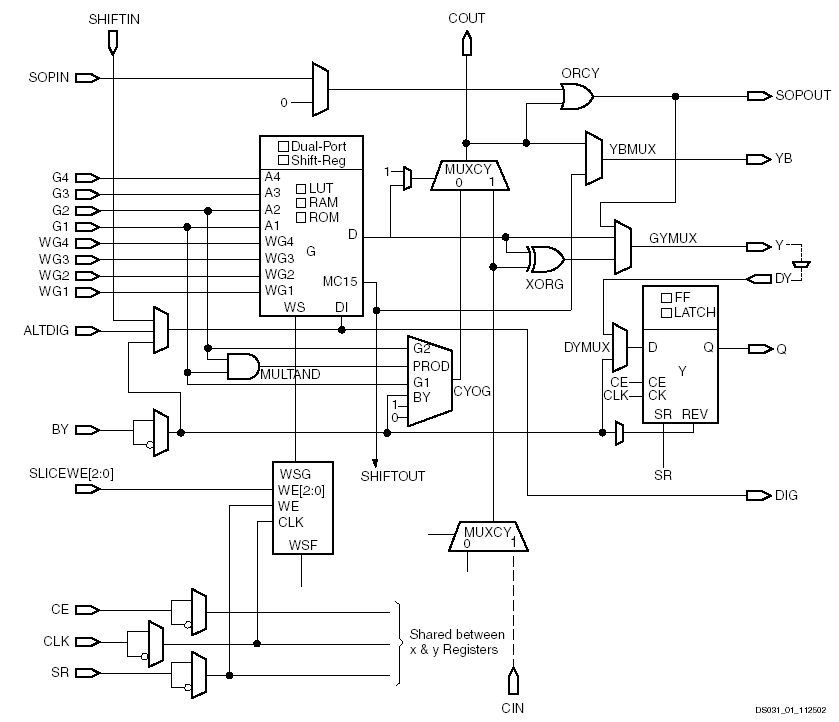 SHIFTIN
COUT
SOPIN
ORCY
0
SOPOUT
Dual-Port
Shift-Reg
YBMUX
YB
G4
A4
1
MUXCY
0 1
G3
A3
LUT
G2
A2
RAM
G1
A1
ROM
WG4
WG4
D
GYMUX
Y
WG3
WG3
G
WG2
WG2
MC15
XORG
DY
WG1
WG1
WS
DI
FF
LATCH
ALTDIG
G2
DYMUX
D
Q
Q
MULTAND
PROD
Y
G1
CYOG
CE
CE
BY
CLK
CK
1
0
SR
REV
BY
SHIFTOUT
SR
SLICEWE[2:0]
WSG
WE[2:0]
DIG
WE
CLK
WSF
MUXCY
0 1
CE
CLK
Shared between
x & y Registers
SR
CIN
DS031_01_112502